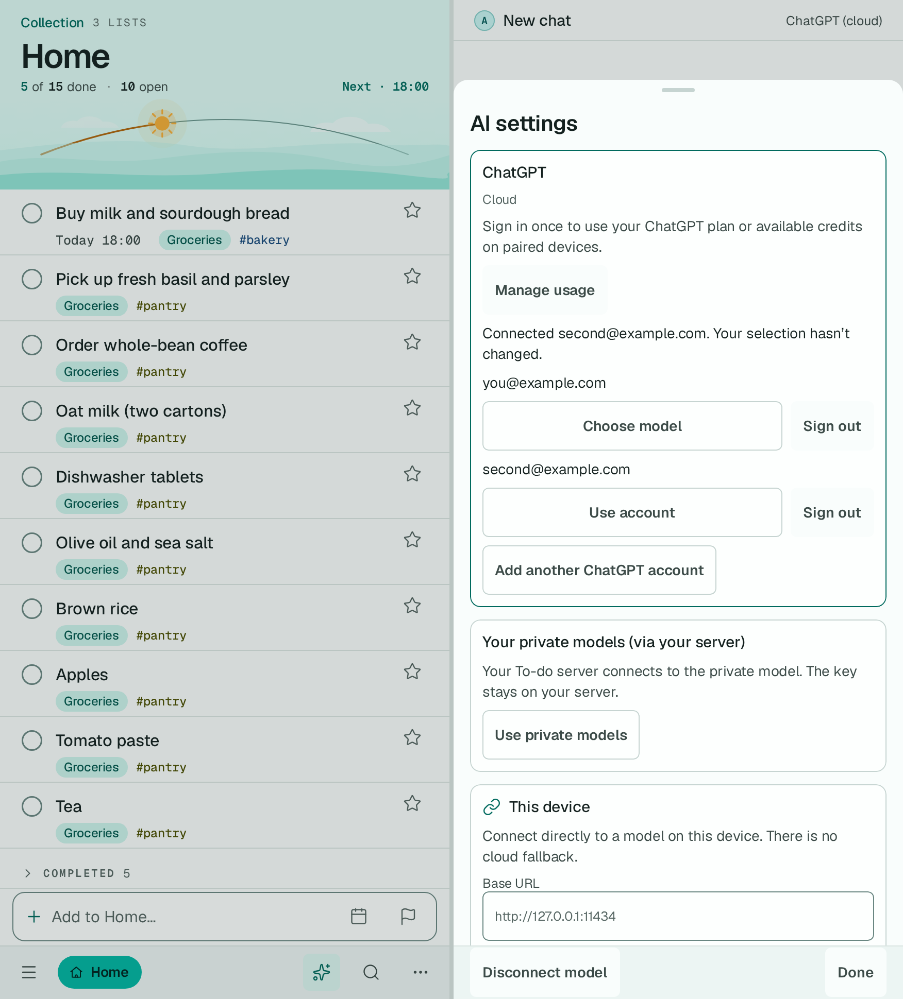 Collection 3 LISTS
Home
5 of 15 done · 10 open
Next · 18:00
Buy milk and sourdough bread
Today 18:00 Groceries #bakery
Pick up fresh basil and parsley
Groceries #pantry
Order whole-bean coffee
Groceries #pantry
Oat milk (two cartons)
Groceries #pantry
Dishwasher tablets
Groceries #pantry
Olive oil and sea salt
Groceries #pantry
Brown rice
Groceries #pantry
Apples
Groceries #pantry
Tomato paste
Groceries #pantry
Tea
Groceries #pantry
COMPLETED 5
Add to Home...
Home
A New chat
ChatGPT (cloud)
AI settings
ChatGPT
Cloud
Sign in once to use your ChatGPT plan or available credits
on paired devices.
Manage usage
Connected second@example.com. Your selection hasn't
changed.
you@example.com
Choose model
Sign out
second@example.com
Use account
Sign out
Add another ChatGPT account
Your private models (via your server)
Your To-do server connects to the private model. The key
stays on your server.
Use private models
This device
Connect directly to a model on this device. There is no
cloud fallback.
Base URL
http://127.0.0.1:11434
Disconnect model
Done